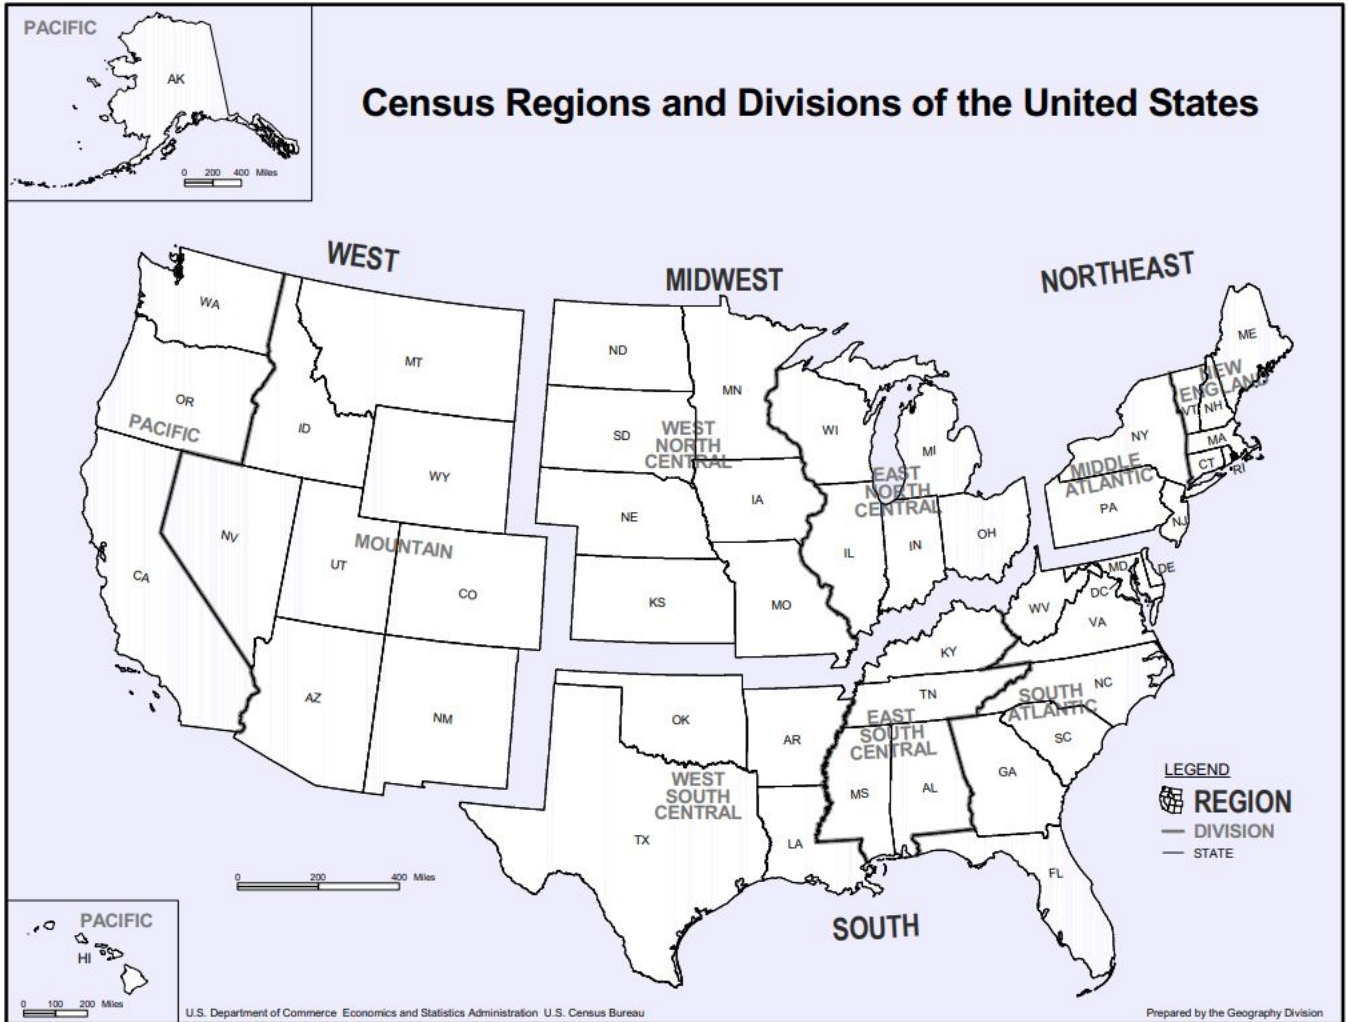 PACIFIC
AK
0 200 400 Miles
Census Regions and Divisions of the United States
WEST
MIDWEST
NORTHEAST
WA
MT
ND
MN
ME
OR
ID
SD
WI
MI
NY
NEW
ENGLAND
VT
NH
MA
CT
RI
PACIFIC
WEST
NORTH
CENTRAL
EAST
NORTH
CENTRAL
MIDDLE
ATLANTIC
WY
NE
IA
PA
NJ
NV
UT
MOUNTAIN
CO
CA
KS
MO
IL
IN
OH
WV
MD
DE
DC
VA
KY
AZ
NM
OK
AR
TN
NC
SOUTH
ATLANTIC
SC
EAST
SOUTH
CENTRAL
WEST
SOUTH
CENTRAL
TX
LA
MS
AL
GA
FL
LEGEND
REGION
DIVISION
STATE
0 200 400 Miles
SOUTH
PACIFIC
HI
0 100 200 Miles
U.S. Department of Commerce Economics and Statistics Administration U.S. Census Bureau
Prepared by the Geography Division